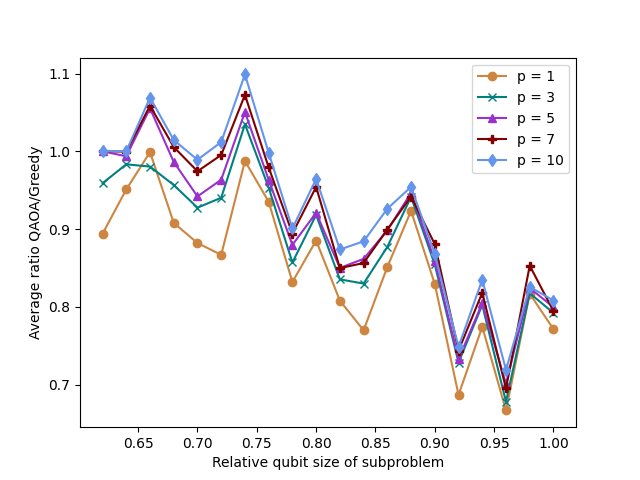 p = 1
p = 3
p = 5
p = 7
p = 10
Average ratio QAOA/Greedy
1.1
1.0
0.9
0.8
0.7
0.65 0.70 0.75 0.80 0.85 0.90 0.95 1.00
Relative qubit size of subproblem